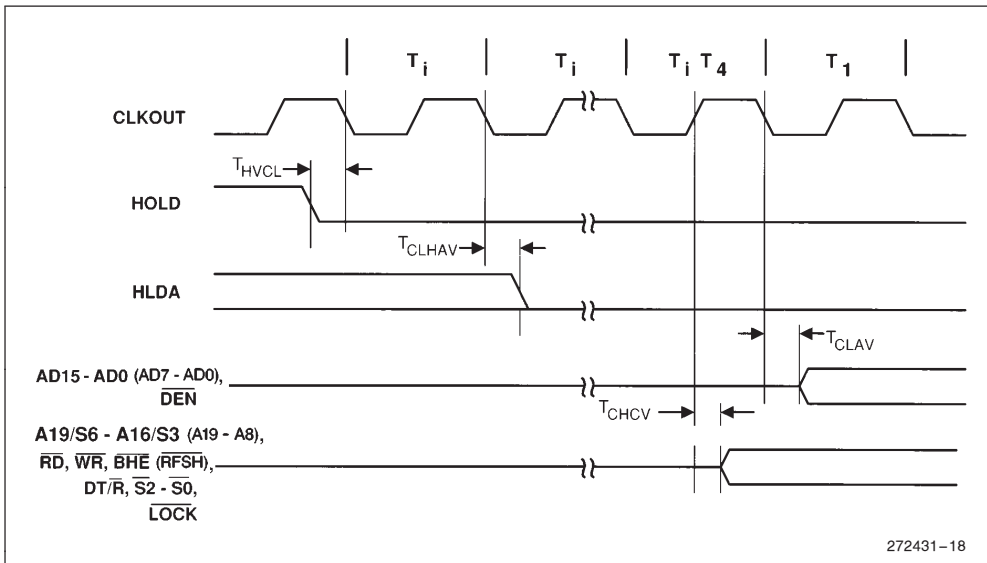 T i T i T i T 4 T 1
CLKOUT
T HVCL
HOLD
T CLHAV
HLDA
T CLAV
AD15 - AD0 (AD7 - AD0),
DEN
T CHCV
A19/S6 - A16/S3 (A19 - A8),
RD, WR, BHE (RFSH),
DT/R, S2 - S0,
LOCK
272431-18